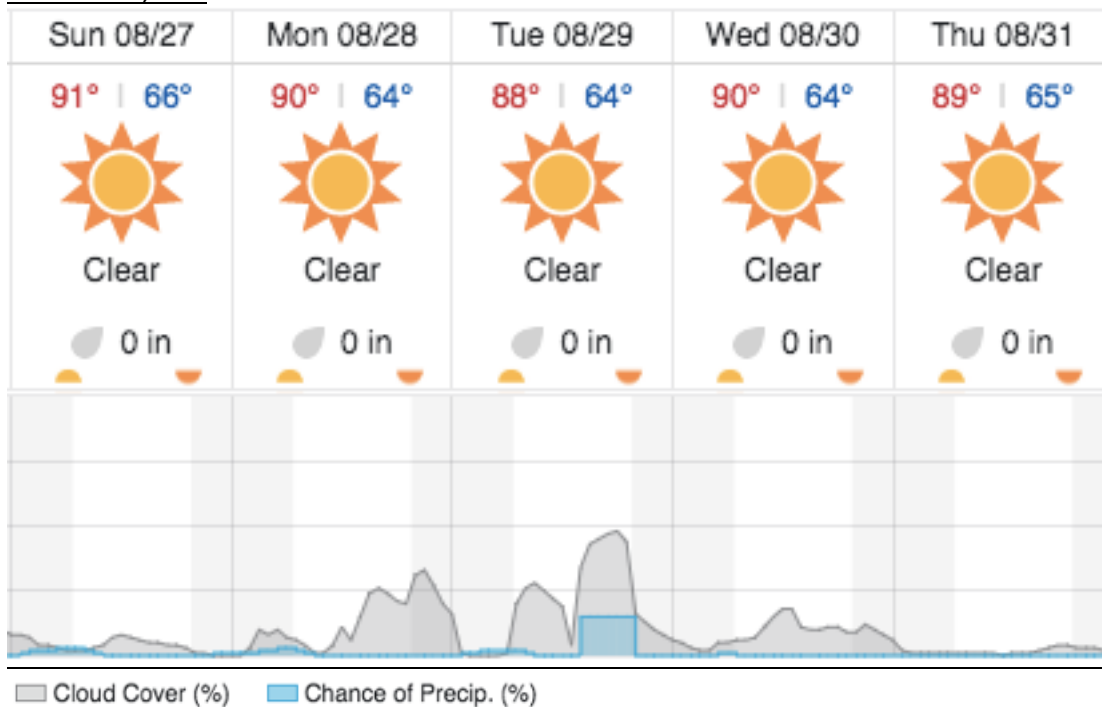 Sun 08/27 Mon 08/28 Tue 08/29 Wed 08/30 Thu 08/31
91° | 66° 90° | 64° 88° | 64° 90° | 64° 89° | 65°
Clear Clear Clear Clear Clear
0 in 0 in 0 in 0 in 0 in
Cloud Cover (%) Chance of Precip. (%)